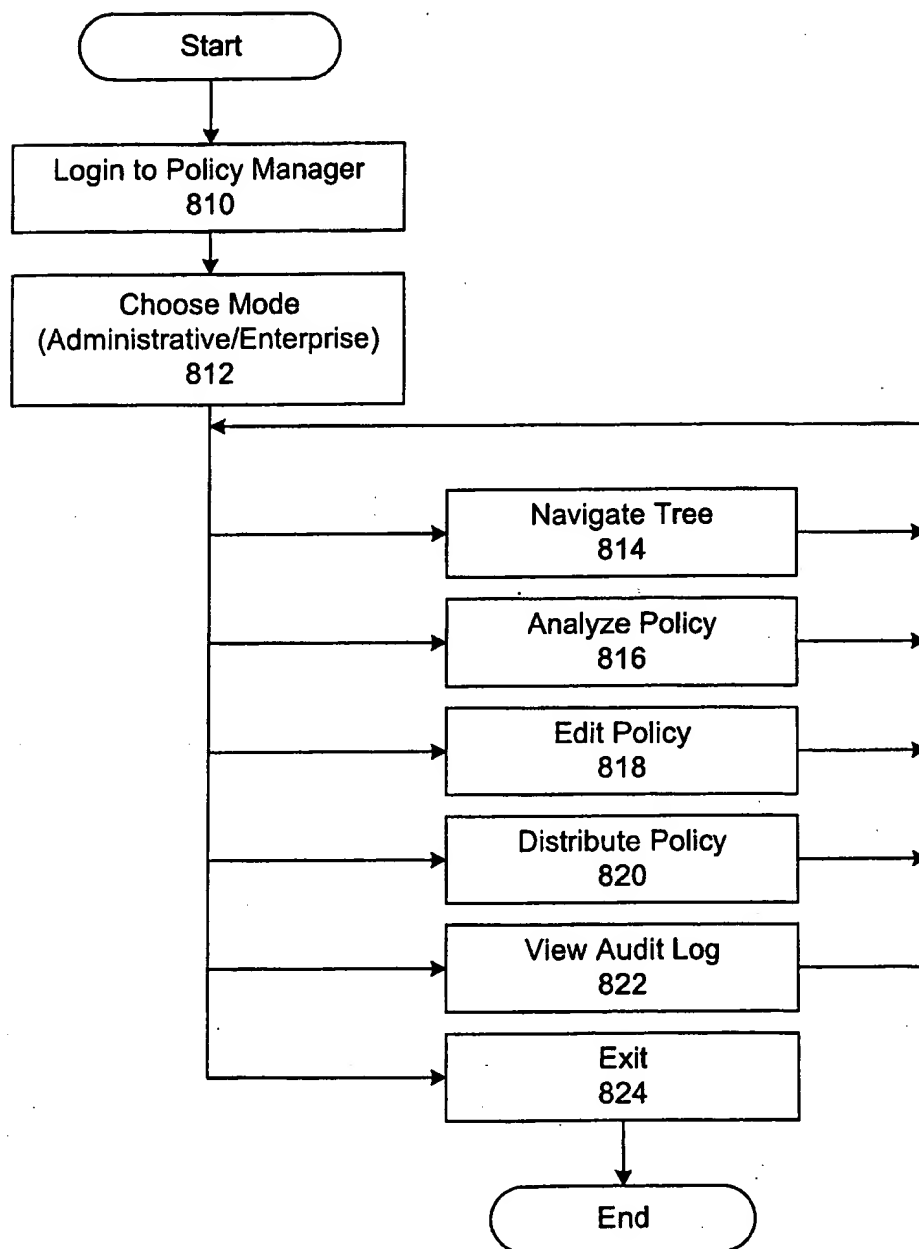 Start
Login to Policy Manager
810
Choose Mode
(Administrative/Enterprise)
812
Navigate Tree
814
Analyze Policy
816
Edit Policy
818
Distribute Policy
820
View Audit Log
822
Exit
824
End